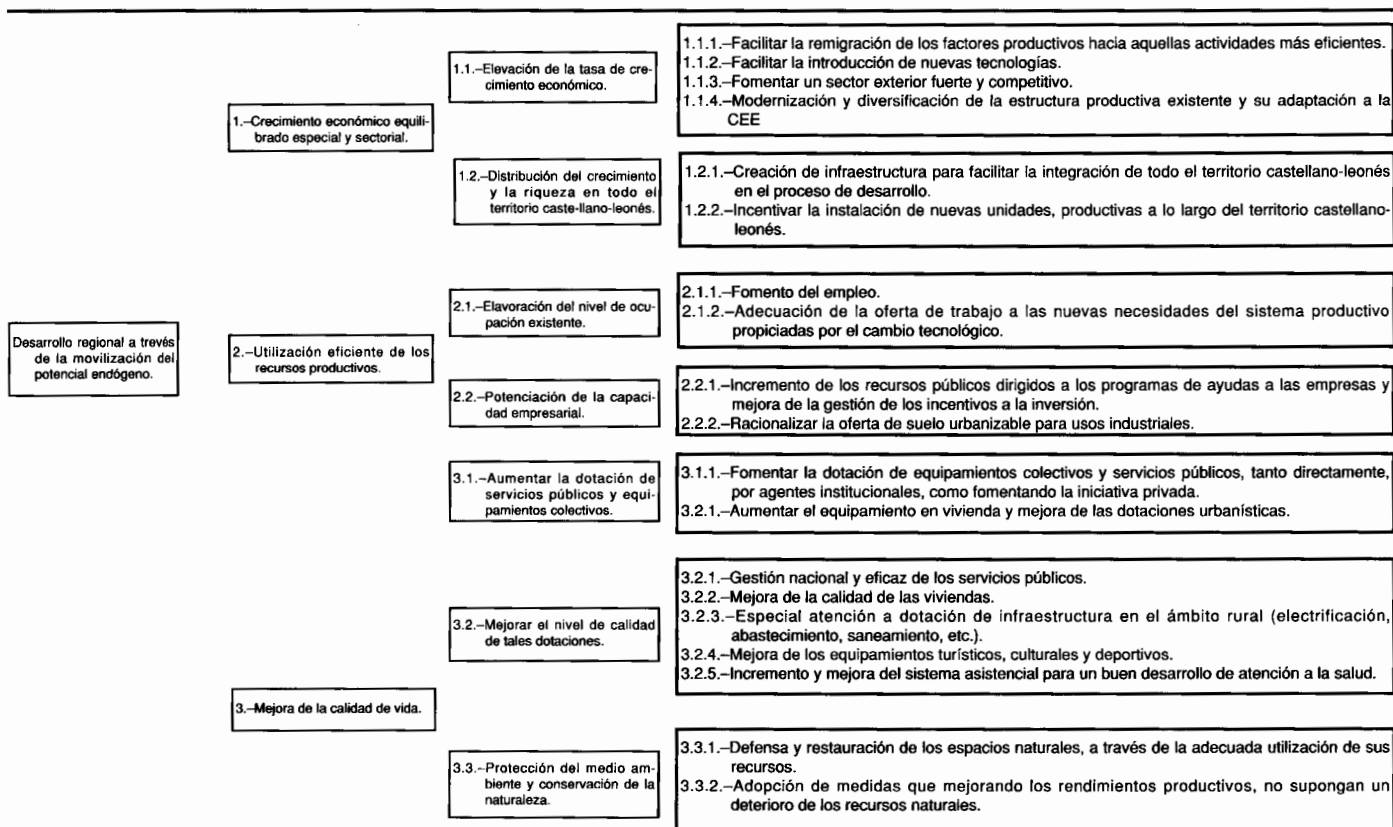 Desarrollo regional a trevés
de la movilización del
potencial endógeno.
1.–Crecimiento económico equili-
brado especial y sectorial.
1.1.–Elevación de la tasa de cre-
cimiento económico.
1.1.1.–Facilitar la remigración de los factores productivos hacia aquellas actividades más eficientes.
1.1.2.–Facilitar la introducción de nuevas tecnologías.
1.1.3.–Fomentar un sector exterior fuerte y competitivo.
1.1.4.–Modernización y diversificación de la estructura productiva existente y su adaptación a la
CEE
1.2.–Distribución del crecimiento
y la riqueza en todo el
territorio caste-llano-leonés.
1.2.1.–Creación de infraestructura para facilitar la integración de todo el territorio castellano-leonés
en el proceso de desarrollo.
1.2.2.–Incentivar la instalación de nuevas unidades, productivas a lo largo del territorio castellano-
leonés.
2.–Utilización eficiente de los
recursos productivos.
2.1.–Elavoración del nivel de ocu-
pación existente.
2.1.1.–Fomento del empleo.
2.1.2.–Adecuación de la oferta de trabajo a las nuevas necesidades del sistema productivo
propiciadas por el cambio tecnológico.
2.2.–Potenciación de la capaci-
dad empresarial.
2.2.1.–Incremento de los recursos públicos dirigidos a los programas de ayudas a las empresas y
mejora de la gestión de los incentivos a la inversión.
2.2.2.–Racionalizar la oferta de suelo urbanizable para usos industriales.
3.–Mejora de la calidad de vida.
3.1.–Aumentar la dotación de
servicios públicos y equi-
pamientos colectivos.
3.1.1.–Fomentar la dotación de equipamientos colectivos y servicios públicos, tanto directamente,
por agentes institucionales, como fomentando la iniciativa privada.
3.2.1.–Aumentar el equipamiento en vivienda y mejora de las dotaciones urbanísticas.
3.2.–Mejorar el nivel de calidad
de tales dotaciones.
3.2.1.–Gestión nacional y eficaz de los servicios públicos.
3.2.2.–Mejora de la calidad de las viviendas.
3.2.3.–Especial atención a dotación de infraestructura en el ámbito rural (electrificación,
abastecimiento, saneamiento, etc.).
3.2.4.–Mejora de los equipamientos turísticos, culturales y deportivos.
3.2.5.–Incremento y mejora del sistema asistencial para un buen desarrollo de atención a la salud.
3.3.–Protección del medio am-
biente y conservación de la
naturaleza.
3.3.1.–Defensa y restauración de los espacios naturales, a través de la adecuada utilización de sus
recursos.
3.3.2.–Adopción de medidas que mejorando los rendimientos productivos, no supongan un
deterioro de los recursos naturales.